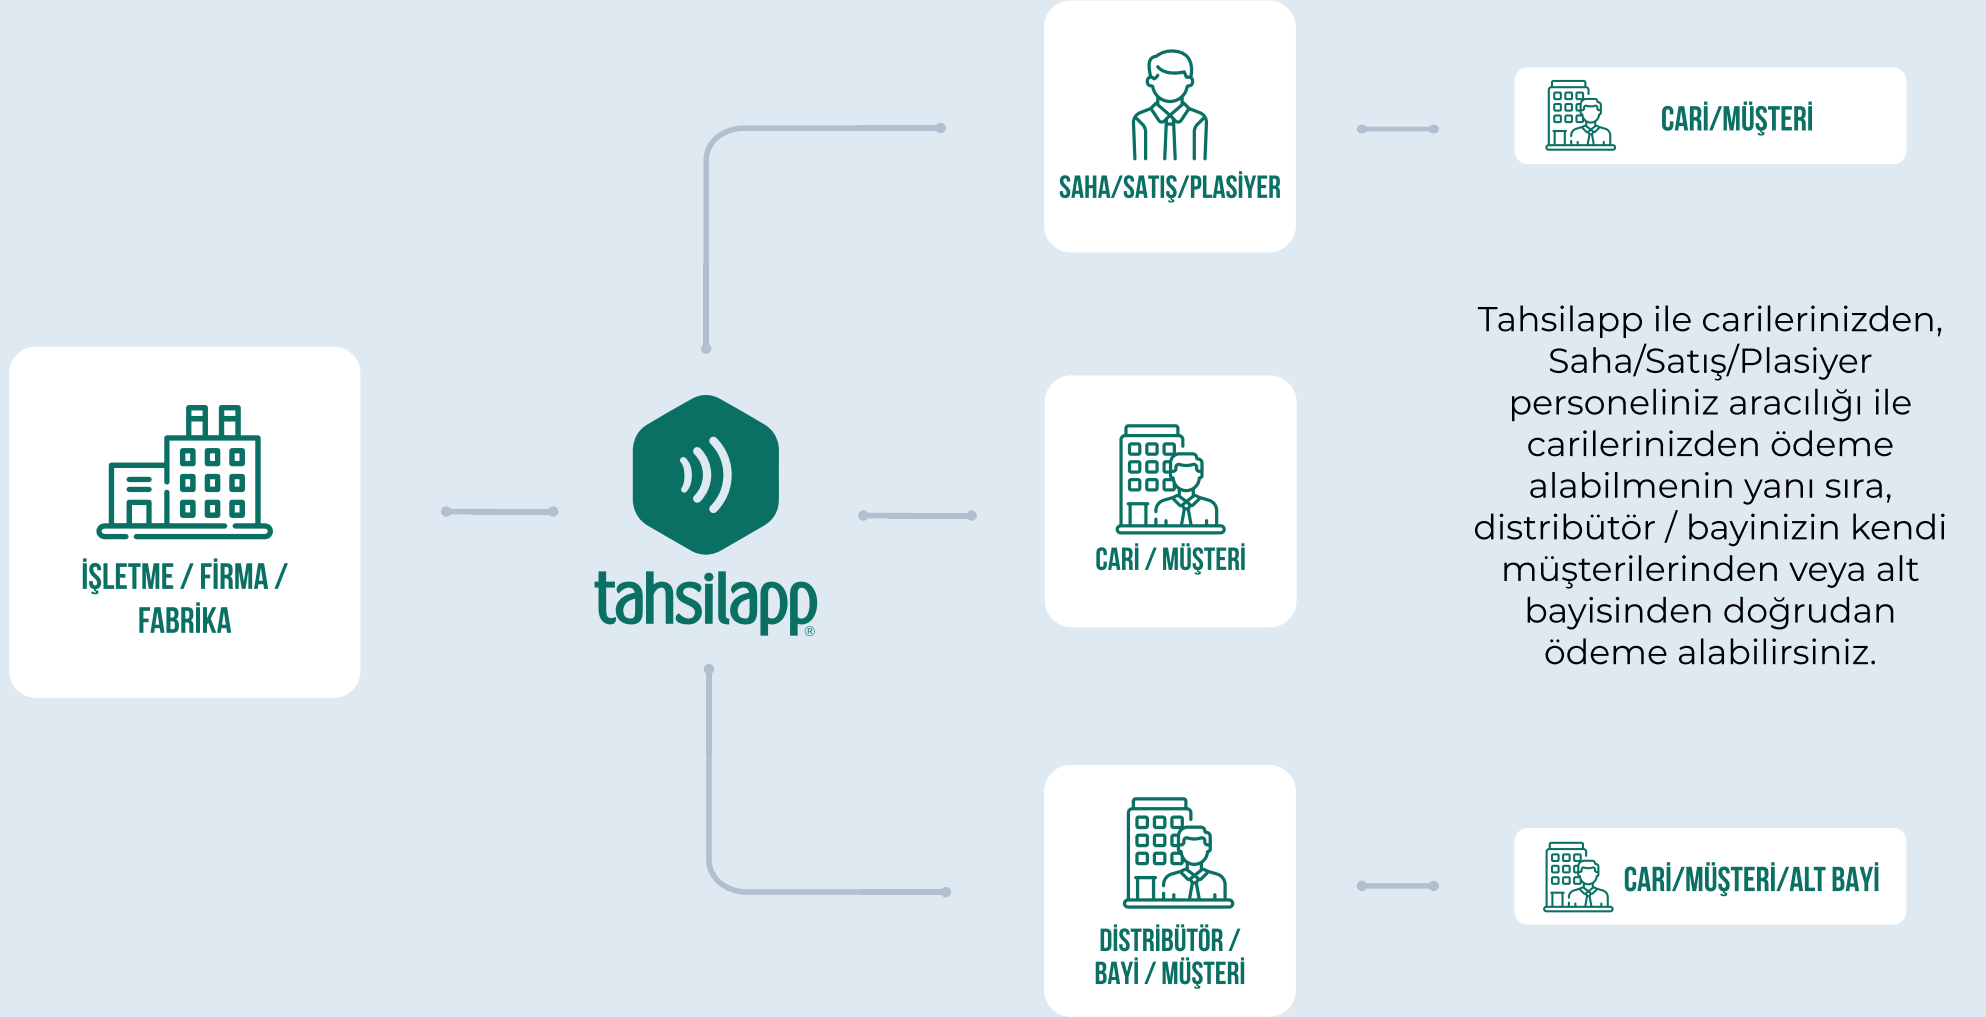 İŞLETME / FİRMA /
FABRİKA
tahsilapp®
SAHA/SATIŞ/PLASİYER
CARİ/MÜŞTERİ
CARİ / MÜŞTERİ
Tahsilapp ile carilerinizden,
Saha/Satış/Plasiyer
personeliniz aracılığı ile
carilerinizden ödeme
alabilmenin yanı sıra,
distribütör / bayinizin kendi
müşterilerinden veya alt
bayisinden doğrudan
ödeme alabilirsiniz.
DİSTRİBÜTÖR /
BAYİ / MÜŞTERİ
CARİ/MÜŞTERİ/ALT BAYİ